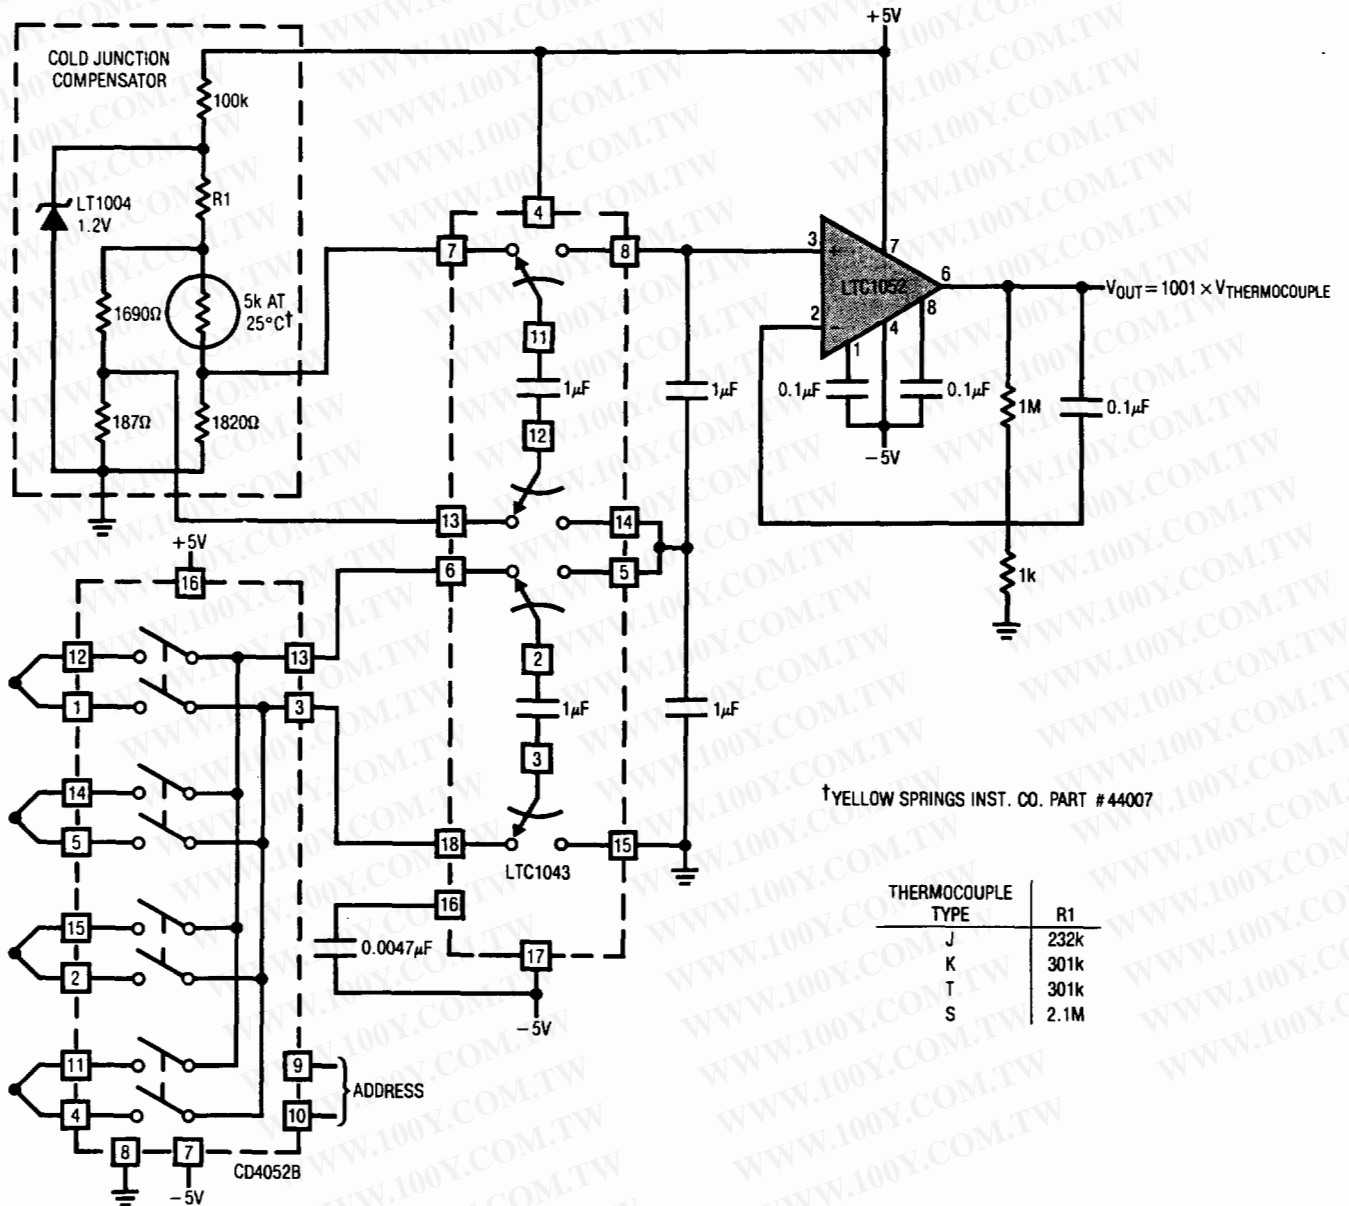 +5V
COLD JUNCTION
COMPENSATOR
100k
LT1004
1.2V
R1
4
7
8
3
+
7
LTC1052
6
VOUT = 1001 × VTHERMOCOUPLE
2
−
8
4
1
1690Ω
5k AT
25°C†
11
1µF
1µF
0.1µF
0.1µF
1M
0.1µF
12
−5V
187Ω
1820Ω
13
14
+5V
6
5
1k
16
12
13
2
1
3
1µF
1µF
3
14
5
18
15
LTC1043
†YELLOW SPRINGS INST. CO. PART #44007
16
THERMOCOUPLE
TYPE R1
J 232k
K 301k
T 301k
S 2.1M
15
0.0047µF
17
2
−5V
11
9
ADDRESS
4
10
8
7
CD4052B
−5V
WWW.100Y.COM.TW